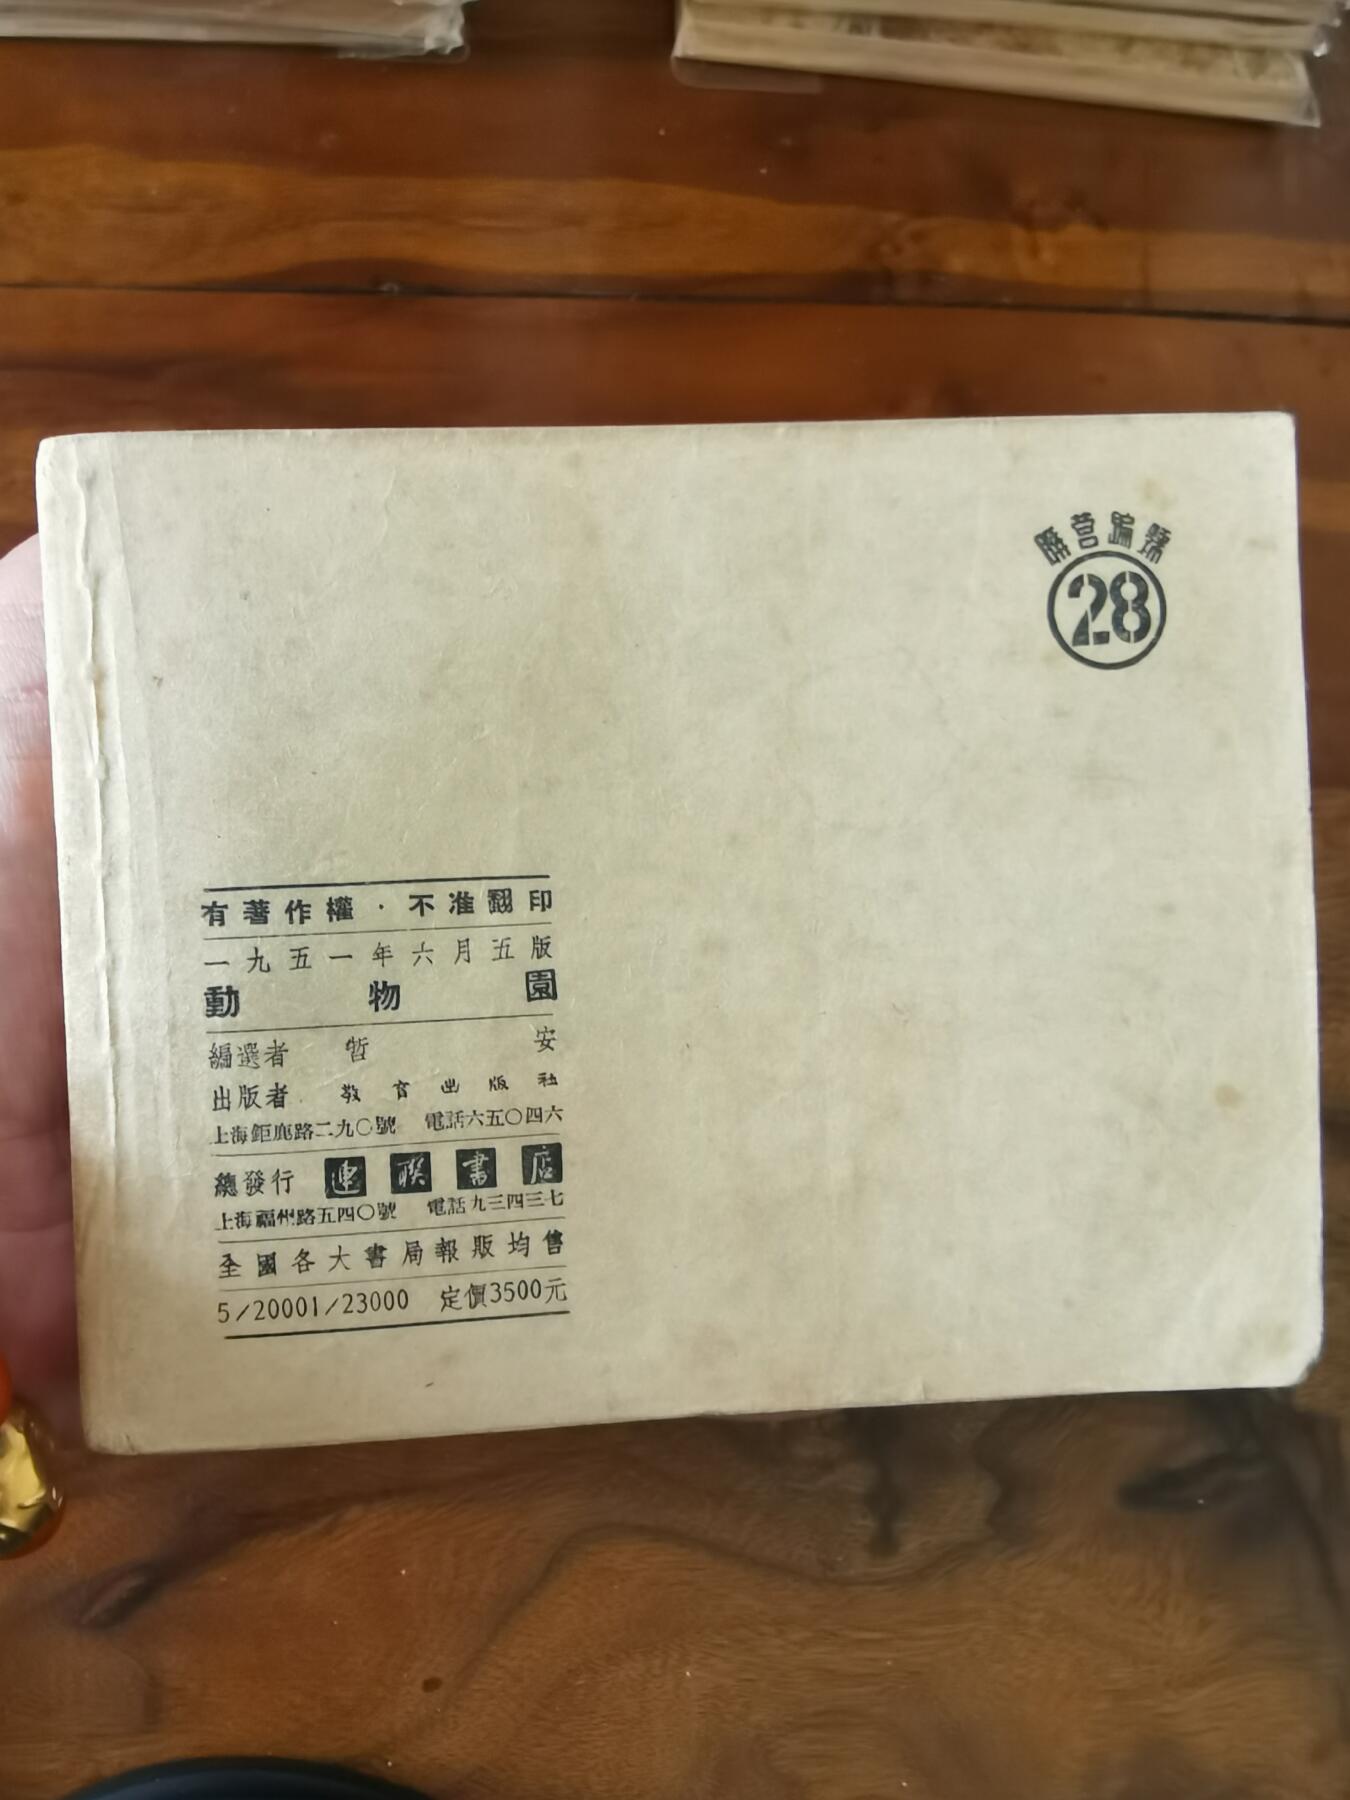 聯营编號
28
有著作權·不准翻印
一九五一年六月五版
動物園
編選者 哲安
出版者 教育出版社
上海鉅鹿路二九〇號 電話六五〇四六
總發行 連聯書店
上海福州路五四〇號 電話九三四三七
全國各大書局報販均售
5/20001/23000 定價3500元